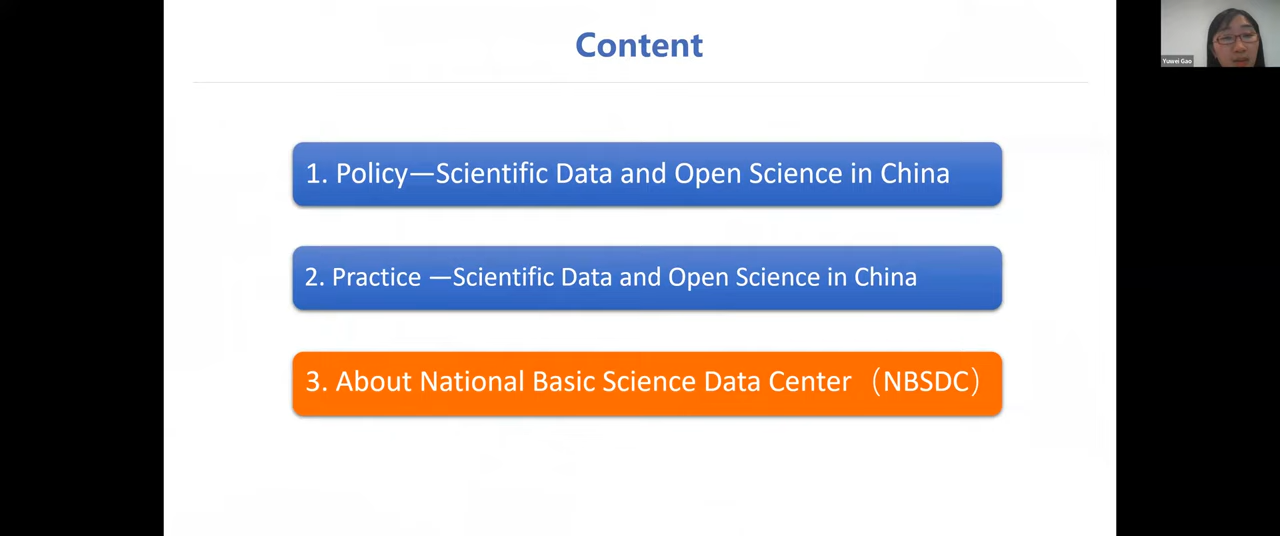 Content
Yuwei Gao
1. Policy—Scientific Data and Open Science in China
2. Practice —Scientific Data and Open Science in China
3. About National Basic Science Data Center （NBSDC）